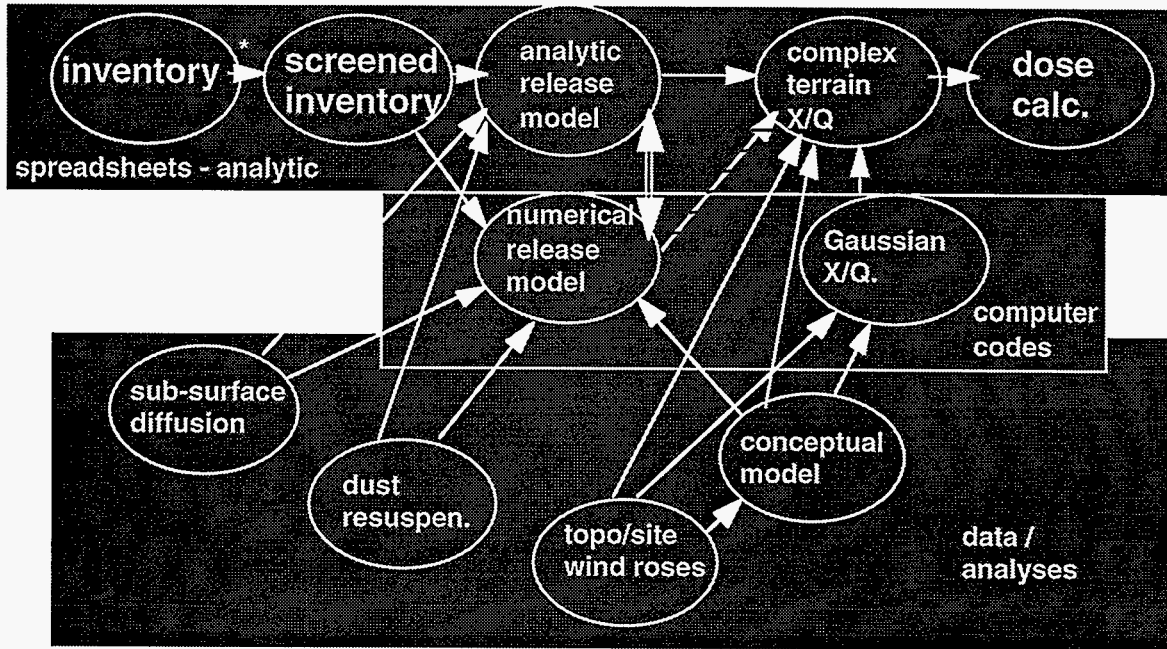 inventory
*
screened
inventory
analytic
release
model
complex
terrain
X/Q
dose
calc.
spreadsheets - analytic
numerical
release
model
Gaussian
X/Q.
computer
codes
sub-surface
diffusion
dust
resuspen.
topo/site
wind roses
conceptual
model
data /
analyses